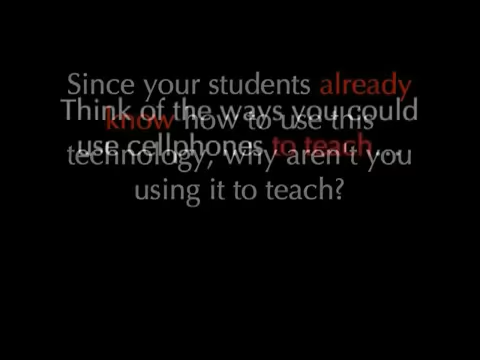 Since your students already
know how to use this
technology, why aren't you
using it to teach?
Think of the ways you could
use cellphones to teach...